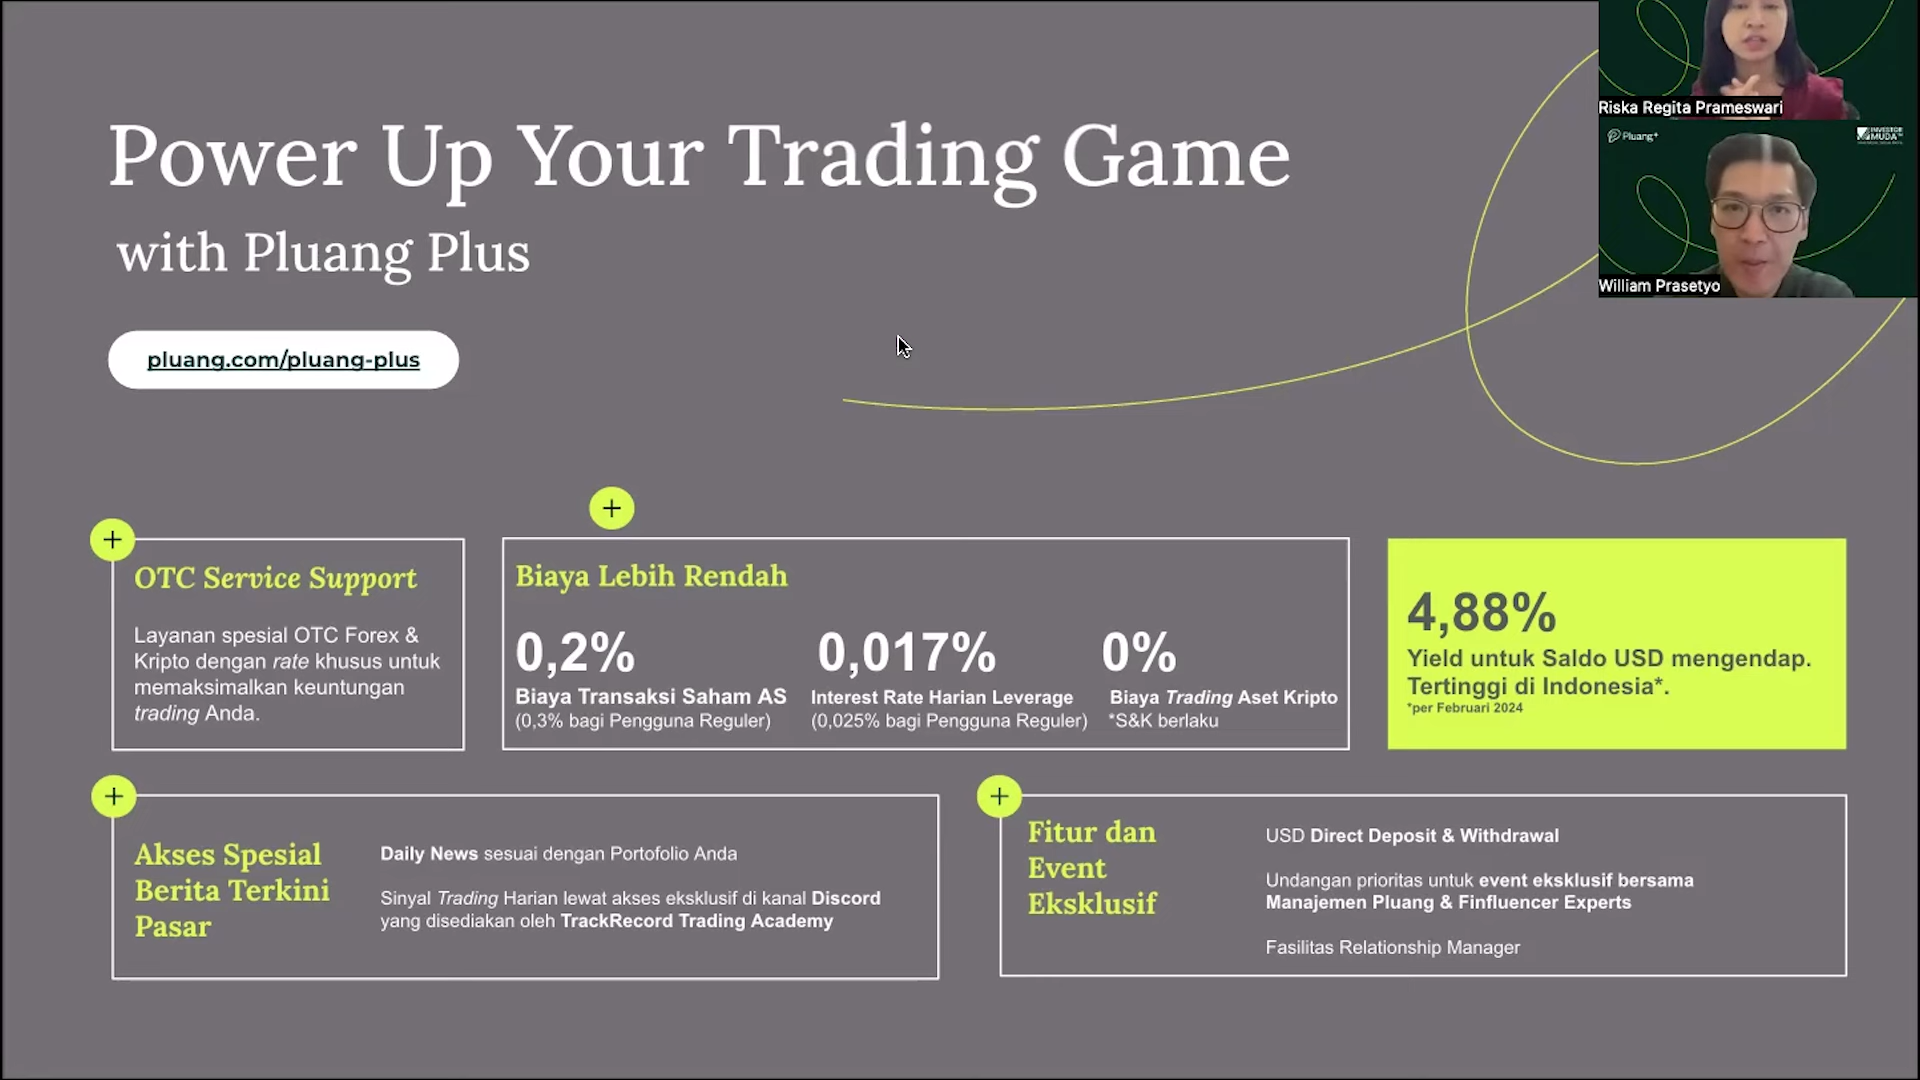 Power Up Your Trading Game
with Pluang Plus
pluang.com/pluang-plus
Riska Regita Prameswari
Pluang+
INVESTOR
MUDA
William Prasetyo
+
OTC Service Support
Layanan spesial OTC Forex &
Kripto dengan rate khusus untuk
memaksimalkan keuntungan
trading Anda.
+
Biaya Lebih Rendah
0,2%
Biaya Transaksi Saham AS
(0,3% bagi Pengguna Reguler)
0,017%
Interest Rate Harian Leverage
(0,025% bagi Pengguna Reguler)
0%
Biaya Trading Aset Kripto
*S&K berlaku
4,88%
Yield untuk Saldo USD mengendap.
Tertinggi di Indonesia*.
*per Februari 2024
+
Akses Spesial
Berita Terkini
Pasar
Daily News sesuai dengan Portofolio Anda
Sinyal Trading Harian lewat akses eksklusif di kanal Discord
yang disediakan oleh TrackRecord Trading Academy
+
Fitur dan
Event
Eksklusif
USD Direct Deposit & Withdrawal
Undangan prioritas untuk event eksklusif bersama
Manajemen Pluang & Finfluencer Experts
Fasilitas Relationship Manager